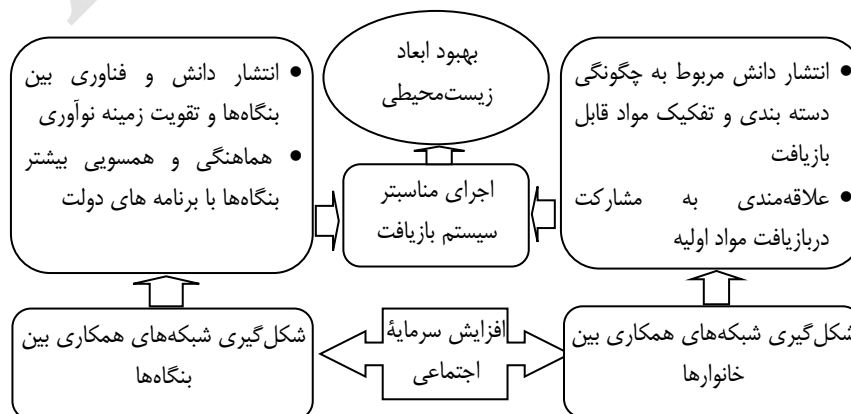 بهبود ابعاد
زیست‌محیطی
• انتشار دانش مربوط به چگونگی
دسته بندی و تفکیک مواد قابل
بازیافت
• علاقه‌مندی به مشارکت
دربازیافت مواد اولیه
• انتشار دانش و فناوری بین
بنگاه‌ها و تقویت زمینه نوآوری
• هماهنگی و همسویی بیشتر
بنگاه‌ها با برنامه های دولت
اجرای مناسبتر
سیستم بازیافت
شکل‌گیری شبکه‌های همکاری بین
خانوارها
افزایش سرمایهٔ
اجتماعی
شکل‌گیری شبکه‌های همکاری بین
بنگاه‌ها